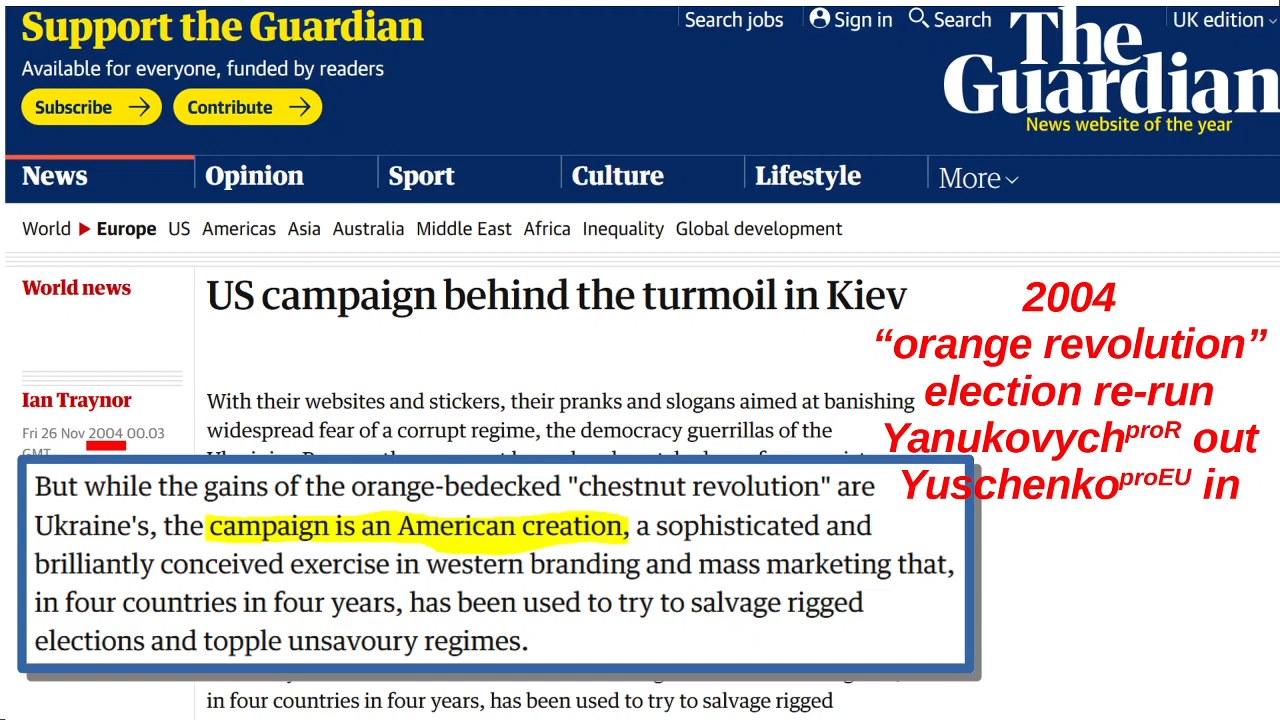 Support the Guardian
Available for everyone, funded by readers
Subscribe
Contribute
Search jobs
Sign in
Search
UK edition
The
Guardian
News website of the year
News
Opinion
Sport
Culture
Lifestyle
More
World
Europe
US
Americas
Asia
Australia
Middle East
Africa
Inequality
Global development
World news
US campaign behind the turmoil in Kiev
2004
“orange revolution”
election re-run
YanukovychproR out
YuschenkoproEU in
Ian Traynor
Fri 26 Nov 2004 00.03
GMT
With their websites and stickers, their pranks and slogans aimed at banishing
widespread fear of a corrupt regime, the democracy guerrillas of the
But while the gains of the orange-bedecked "chestnut revolution" are
Ukraine's, the campaign is an American creation, a sophisticated and
brilliantly conceived exercise in western branding and mass marketing that,
in four countries in four years, has been used to try to salvage rigged
elections and topple unsavoury regimes.
in four countries in four years, has been used to try to salvage rigged